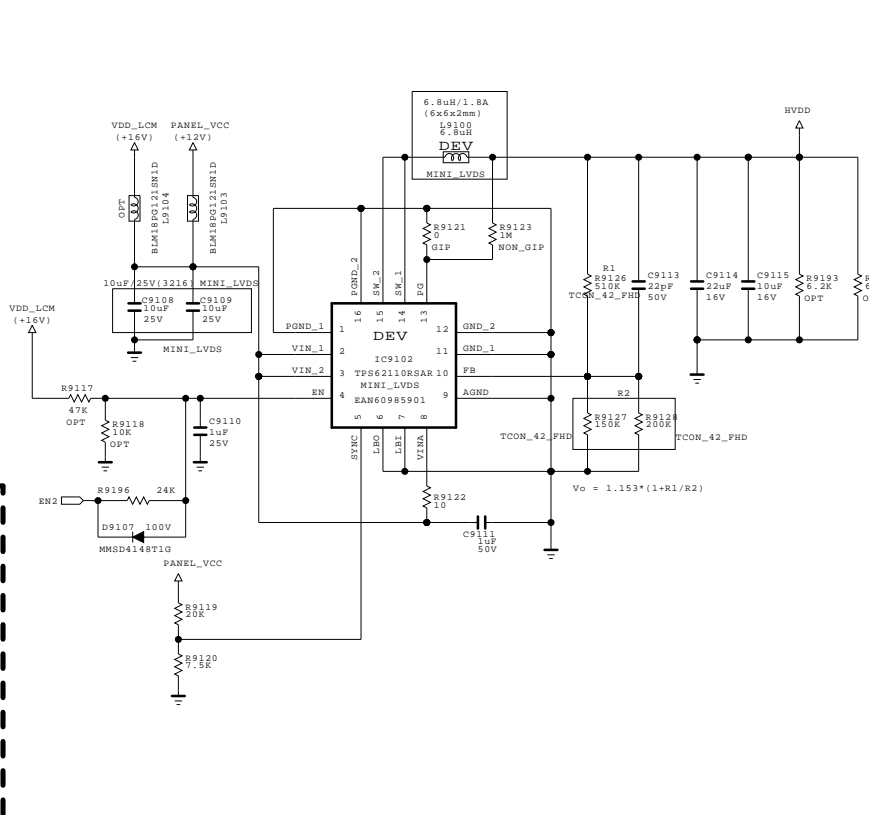 6.8uH/1.8A
(6x6x2mm)
L9100
6.8uH
DEV
MINI_LVDS
HVDD
VDD_LCM
(+16V)
PANEL_VCC
(+12V)
OPT
BLM18PG121SN1D
L9104
BLM18PG121SN1D
L9103
R9121
0
GIP
R9123
1M
NON_GIP
PGND_2
SW_2
SW_1
PG
16
15
14
13
R1
R9126
510K
TCON_42_FHD
C9113
22pF
50V
C9114
22uF
16V
C9115
10uF
16V
R9193
6.2K
OPT
10uF/25V(3216) MINI_LVDS
C9108
10uF
25V
C9109
10uF
25V
MINI_LVDS
VDD_LCM
(+16V)
PGND_1
1
VIN_1
2
VIN_2
3
EN
4
DEV
IC9102
TPS62110RSAR
MINI_LVDS
EAN60985901
12
GND_2
11
GND_1
10
FB
9
AGND
5
6
7
8
SYNC
LBO
LBI
VINA
R9117
47K
OPT
R9118
10K
OPT
C9110
1uF
25V
R2
R9127
150K
TCON_42_FHD
R9128
200K
TCON_42_FHD
Vo = 1.153*(1+R1/R2)
EN2
R9196
24K
D9107
100V
MMSD4148T1G
R9122
10
C9111
1uF
50V
PANEL_VCC
R9119
20K
R9120
7.5K